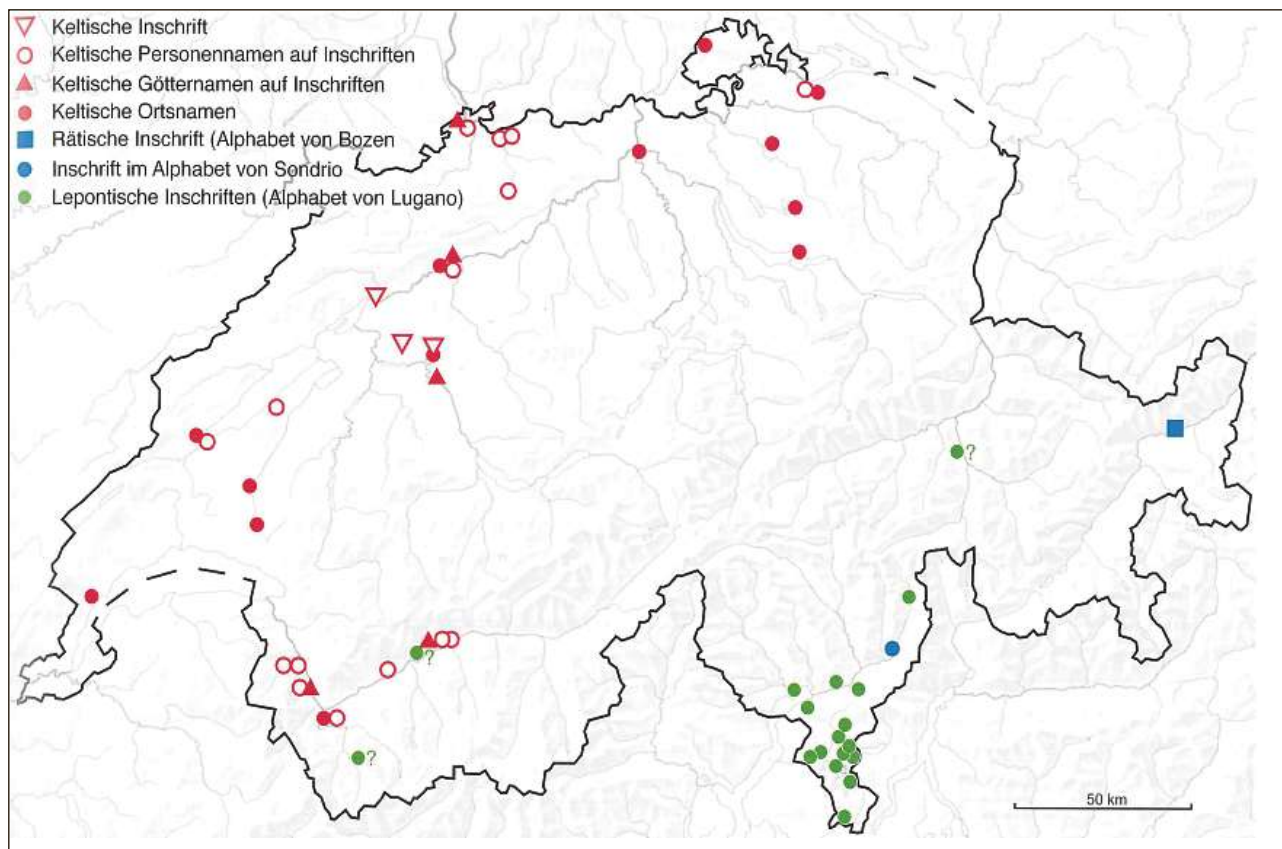 Keltische Inschrift
Keltische Personennamen auf Inschriften
Keltische Götternamen auf Inschriften
Keltische Ortsnamen
Rätische Inschrift (Alphabet von Bozen
Inschrift im Alphabet von Sondrio
Lepontische Inschriften (Alphabet von Lugano)
?
?
?
50 km